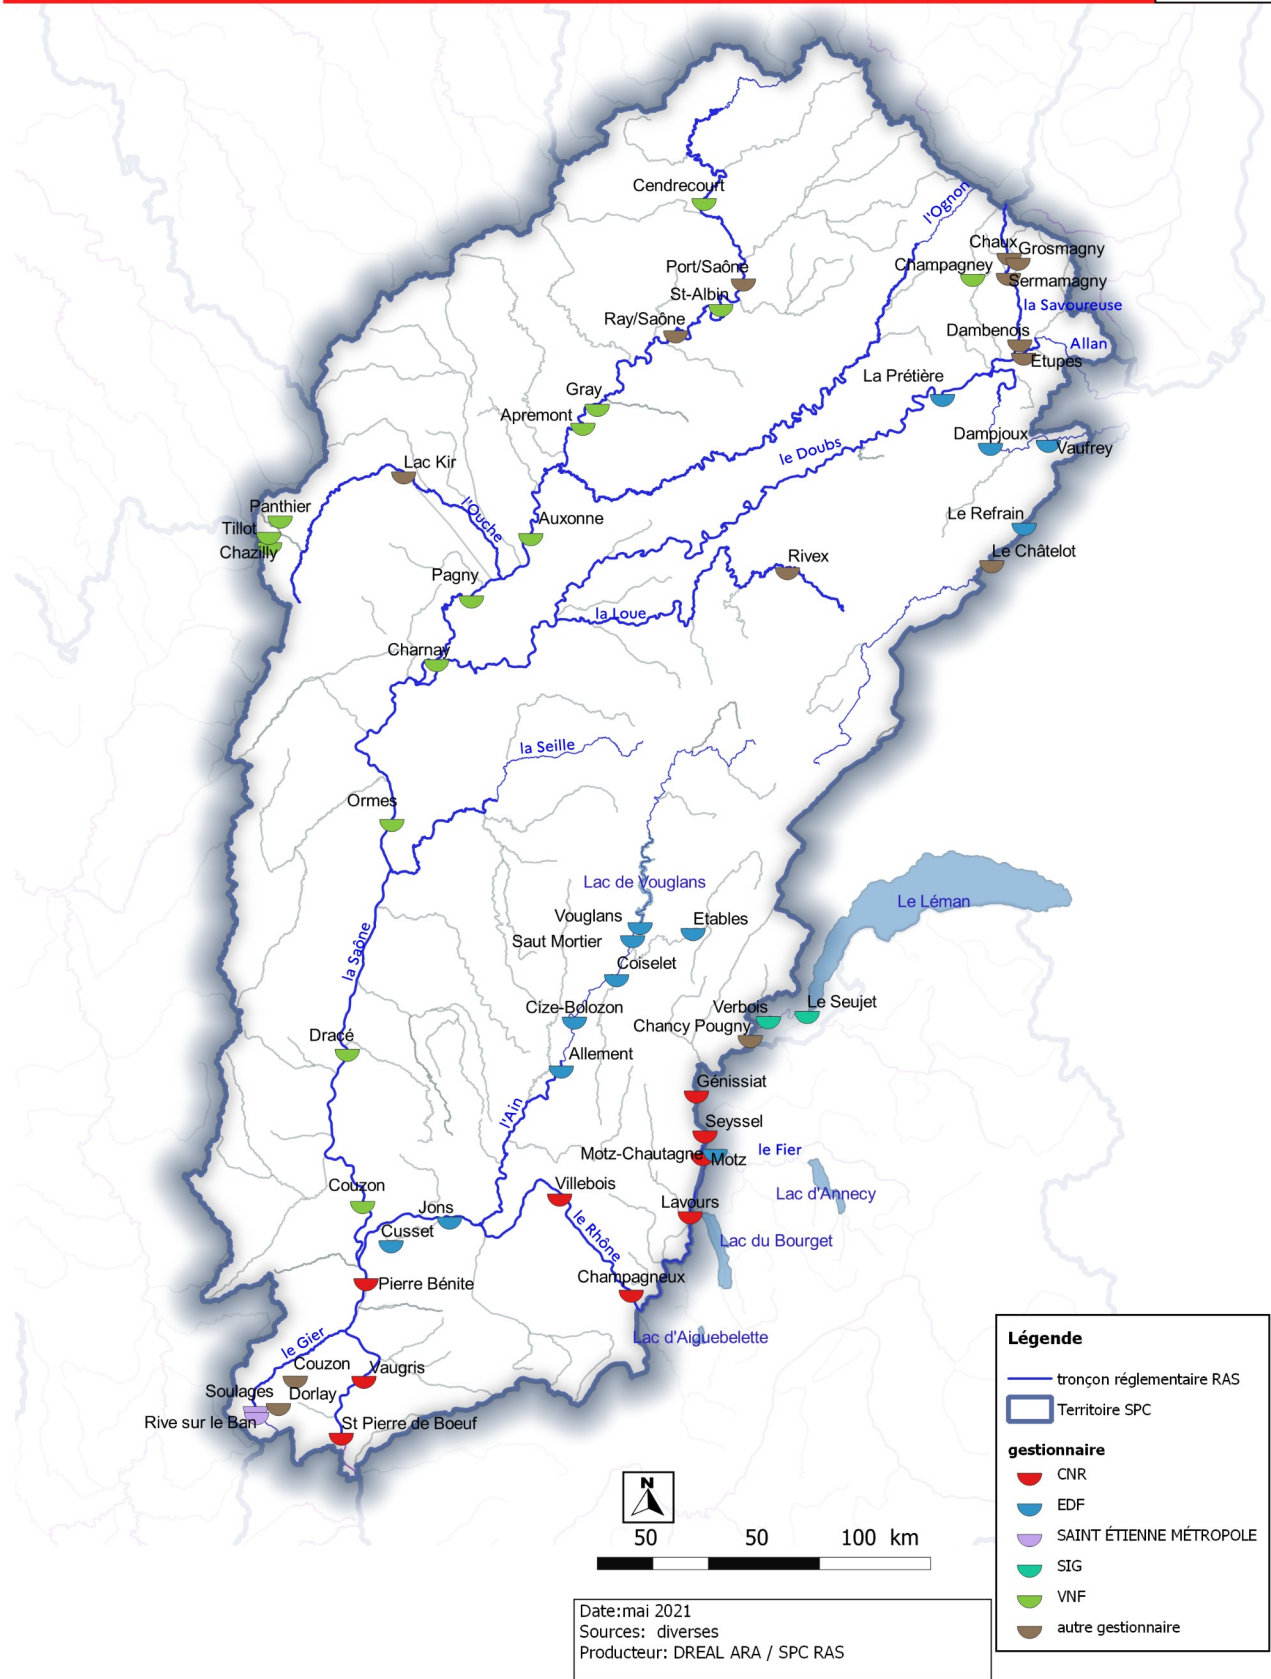 Cendrecourt
l'Ognon
Chaux
Grosmagny
Port/Saône
Champagney
Sermamagny
St-Albin
la Savoureuse
Ray/Saône
Dambenois
Allan
Etupes
La Prétière
Gray
Apremont
Dampjoux
Vaufrey
le Doubs
Lac Kir
Panthier
l'Ouche
Auxonne
Le Refrain
Tillot
Chazilly
Le Châtelot
Rivex
Pagny
la Loue
Charnay
la Seille
Ormes
Lac de Vouglans
Le Léman
Vouglans
Etables
Saut Mortier
la Saône
Coiselet
Cize-Bolozon
Verbois
Le Seujet
Chancy Pougny
Dracé
Allement
Génissiat
l'Ain
Seyssel
Motz-Chautagne
Motz
le Fier
Couzon
Villebois
Lac d'Annecy
Jons
Lavours
Cusset
le Rhône
Lac du Bourget
Pierre Bénite
Champagneux
le Gier
Lac d'Aiguebelette
Couzon
Vaugris
Soulages
Dorlay
Rive sur le Ban
St Pierre de Boeuf
Légende
tronçon réglementaire RAS
Territoire SPC
gestionnaire
CNR
EDF
SAINT ÉTIENNE MÉTROPOLE
SIG
VNF
autre gestionnaire
N
50 50 100 km
Date:mai 2021
Sources: diverses
Producteur: DREAL ARA / SPC RAS